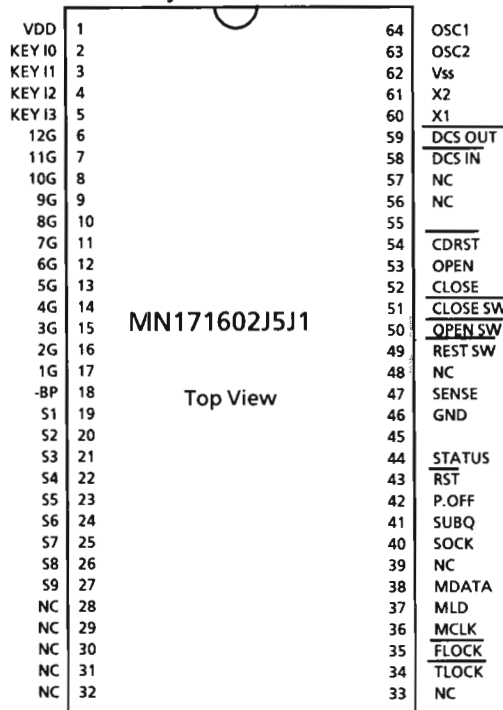 VDD 1 64 OSC1
KEY I0 2 63 OSC2
KEY I1 3 62 Vss
KEY I2 4 61 X2
KEY I3 5 60 X1
12G 6 59 DCS OUT
11G 7 58 DCS IN
10G 8 57 NC
9G 9 56 NC
8G 10 55
7G 11 54 CDRST
6G 12 53 OPEN
5G 13 52 CLOSE
4G 14 51 CLOSE SW
3G 15 MN171602J5J1 50 OPEN SW
2G 16 49 REST SW
1G 17 48 NC
-BP 18 Top View 47 SENSE
S1 19 46 GND
S2 20 45
S3 21 44 STATUS
S4 22 43 RST
S5 23 42 P.OFF
S6 24 41 SUBQ
S7 25 40 SOCK
S8 26 39 NC
S9 27 38 MDATA
NC 28 37 MLD
NC 29 36 MCLK
NC 30 35 FLOCK
NC 31 34 TLOCK
NC 32 33 NC